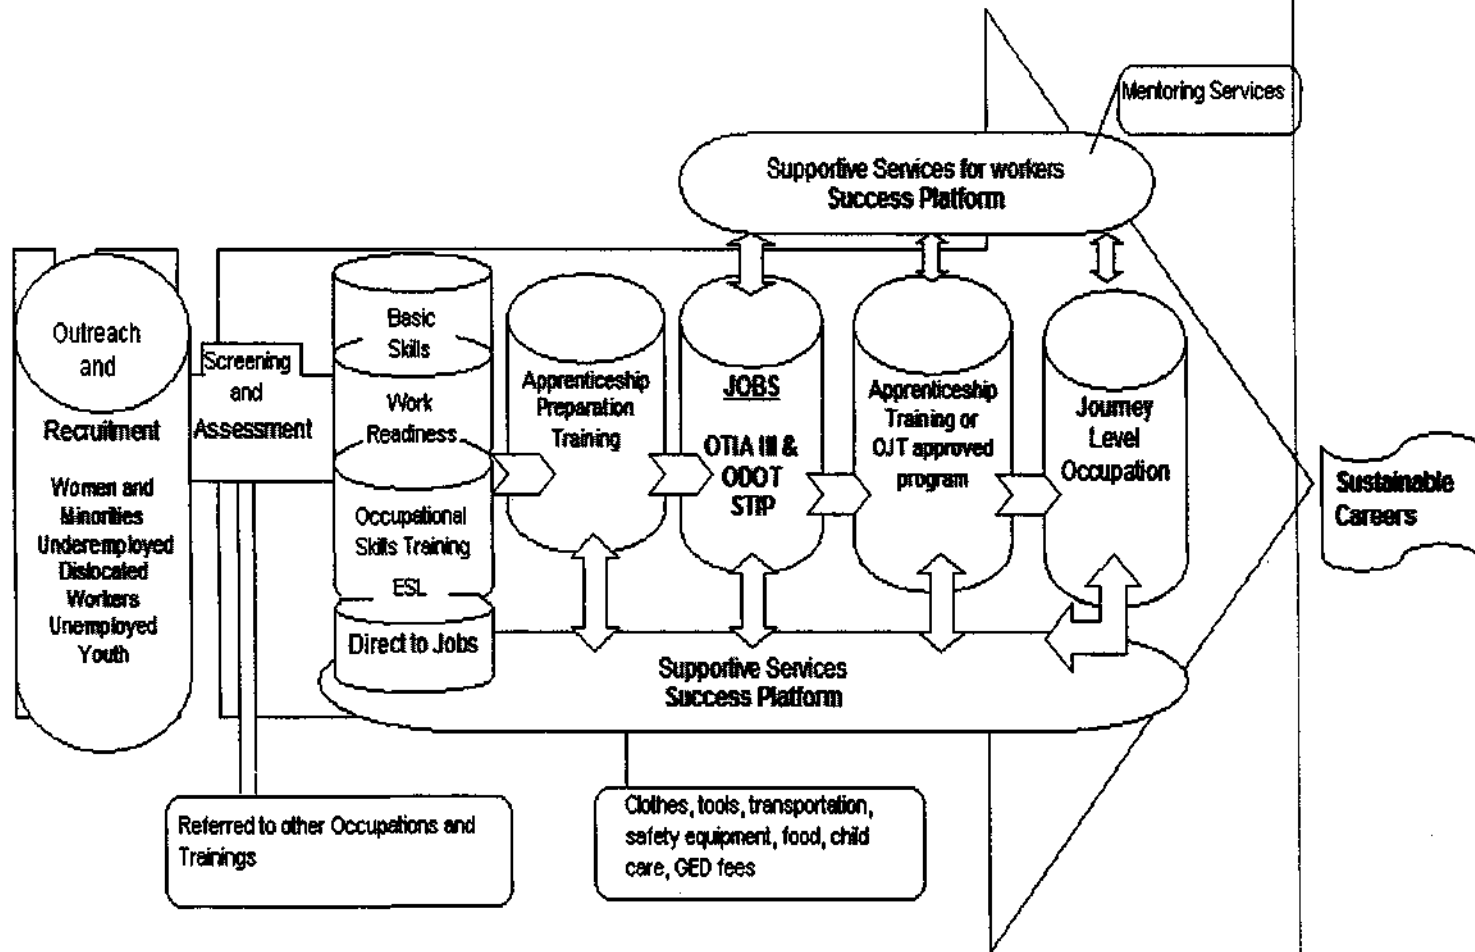 Mentoring Services
Supportive Services for workers
Success Platform
Outreach
and
Recruitment
Women and
Minorities
Underemployed
Dislocated
Workers
Unemployed
Youth
Screening
and
Assessment
Basic
Skills
Work
Readiness
Occupational
Skills Training
ESL
Direct to Jobs
Apprenticeship
Preparation
Training
JOBS
OTIA III &
ODOT
STIP
Apprenticeship
Training or
OJT approved
program
Journey
Level
Occupation
Sustainable
Careers
Supportive Services
Success Platform
Referred to other Occupations and
Trainings
Clothes, tools, transportation,
safety equipment, food, child
care, GED fees